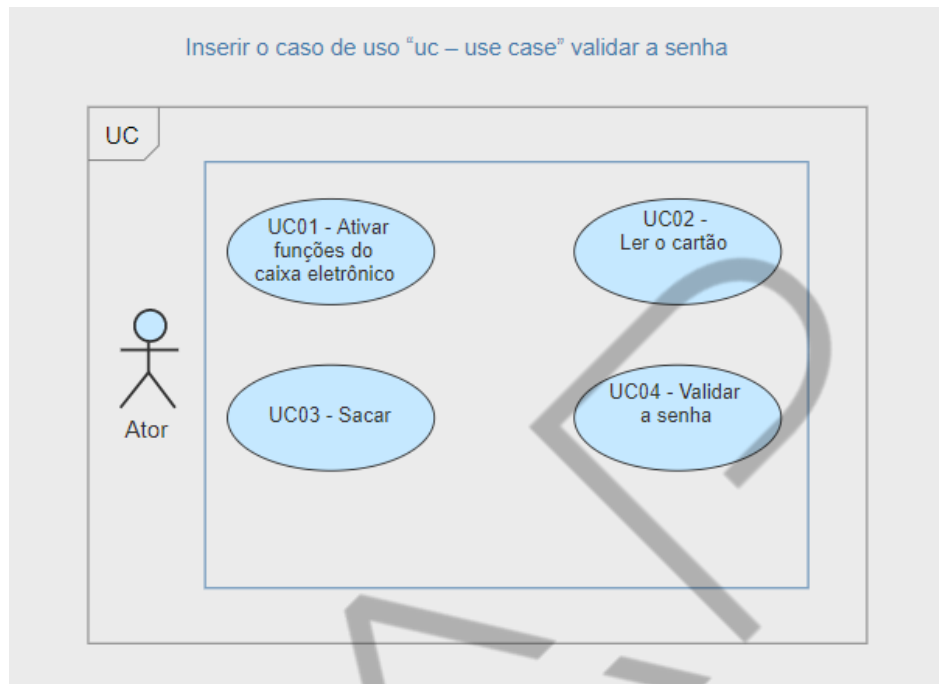 Inserir o caso de uso “uc – use case” validar a senha
UC
UC01 - Ativar
funções do
caixa eletrônico
UC02 -
Ler o cartão
UC03 - Sacar
UC04 - Validar
a senha
Ator